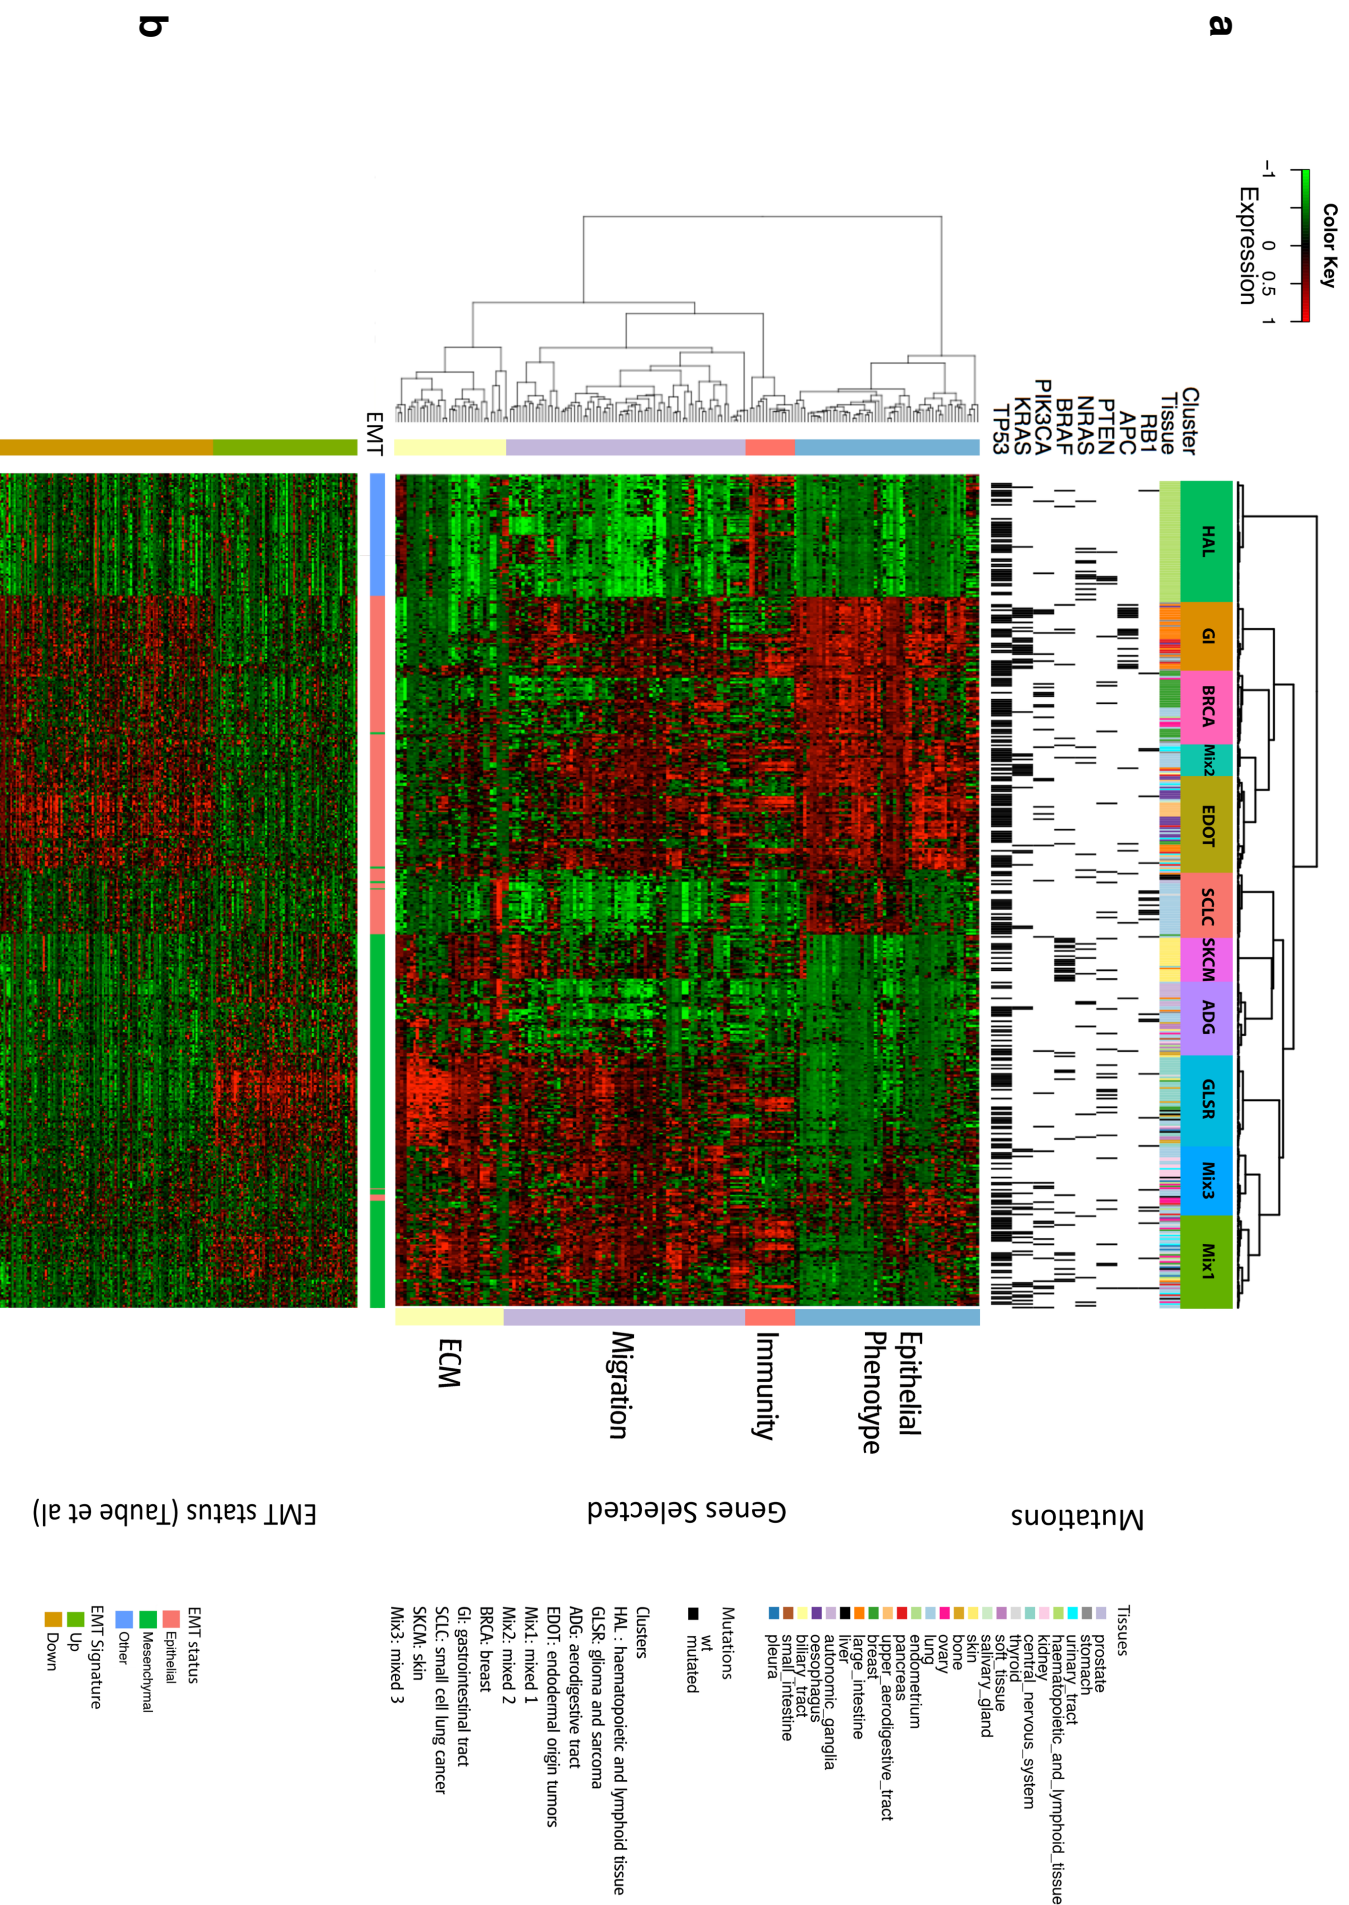 a
Color Key
−1
0
0.5
1
Expression
Cluster
Tissue
RB1
APC
PTEN
NRAS
BRAF
PIK3CA
KRAS
TP53
HAL
GI
BRCA
Mix2
EDOT
SCLC
SKCM
ADG
GLSR
Mix3
Mix1
Epithelial
Phenotype
Immunity
Migration
ECM
EMT
b
Mutations
Genes Selected
EMT status (Taube et al)
Tissues
prostate
stomach
urinary_tract
haematopoietic_and_lymphoid_tissue
kidney
central_nervous_system
thyroid
soft_tissue
salivary_gland
skin
bone
ovary
lung
endometrium
pancreas
upper_aerodigestive_tract
breast
large_intestine
liver
autonomic_ganglia
oesophagus
biliary_tract
small_intestine
pleura
Mutations
wt
mutated
Clusters
HAL : haematopoietic and lymphoid tissue
GLSR: glioma and sarcoma
ADG: aerodigestive tract
EDOT: endodermal origin tumors
Mix1: mixed 1
Mix2: mixed 2
BRCA: breast
GI: gastrointestinal tract
SCLC: small cell lung cancer
SKCM: skin
Mix3: mixed 3
EMT status
Epithelial
Mesenchymal
Other
EMT Signature
Up
Down